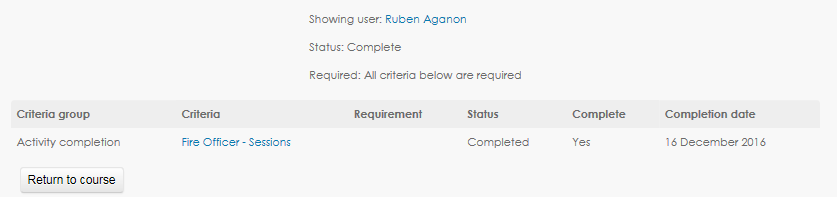 Showing user: Ruben Aganon
Status: Complete
Required: All criteria below are required
Criteria group Criteria Requirement Status Complete Completion date
Activity completion Fire Officer - Sessions Completed Yes 16 December 2016
Return to course